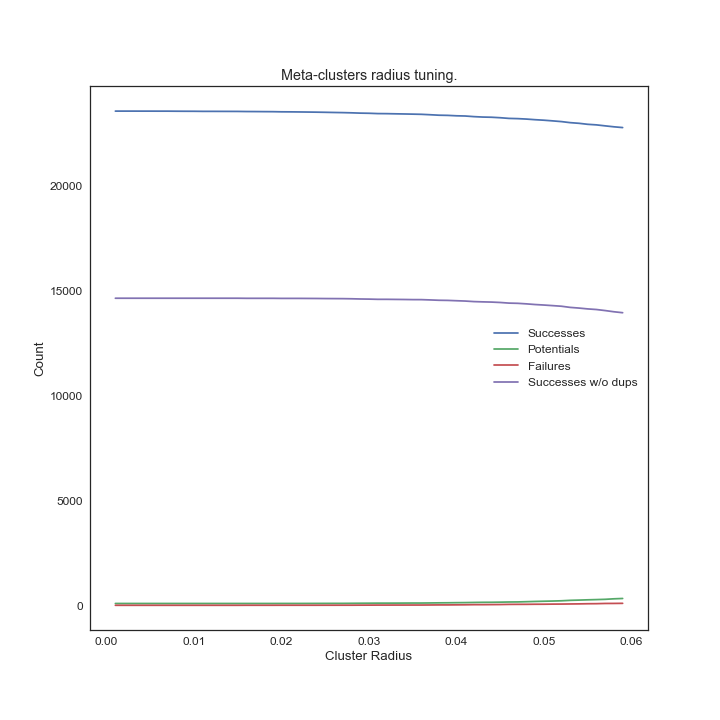 Meta-clusters radius tuning.
20000
15000
10000
5000
0
Count
Successes
Potentials
Failures
Successes w/o dups
0.00 0.01 0.02 0.03 0.04 0.05 0.06
Cluster Radius